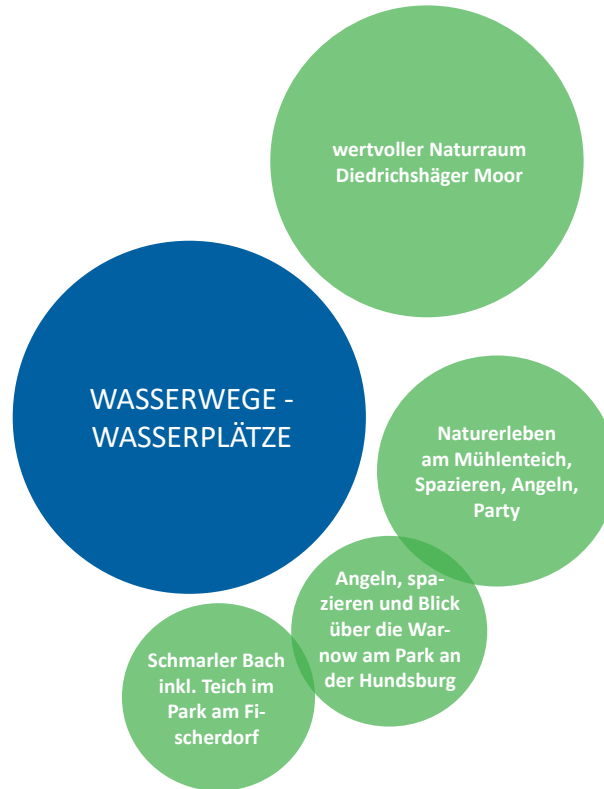 wertvoller Naturraum
Diedrichshäger Moor
WASSERWEGE -
WASSERPLÄTZE
Naturerleben
am Mühlenteich,
Spazieren, Angeln,
Party
Angeln, spa-
zieren und Blick
über die War-
now am Park an
der Hundsburg
Schmarler Bach
inkl. Teich im
Park am Fi-
scherdorf